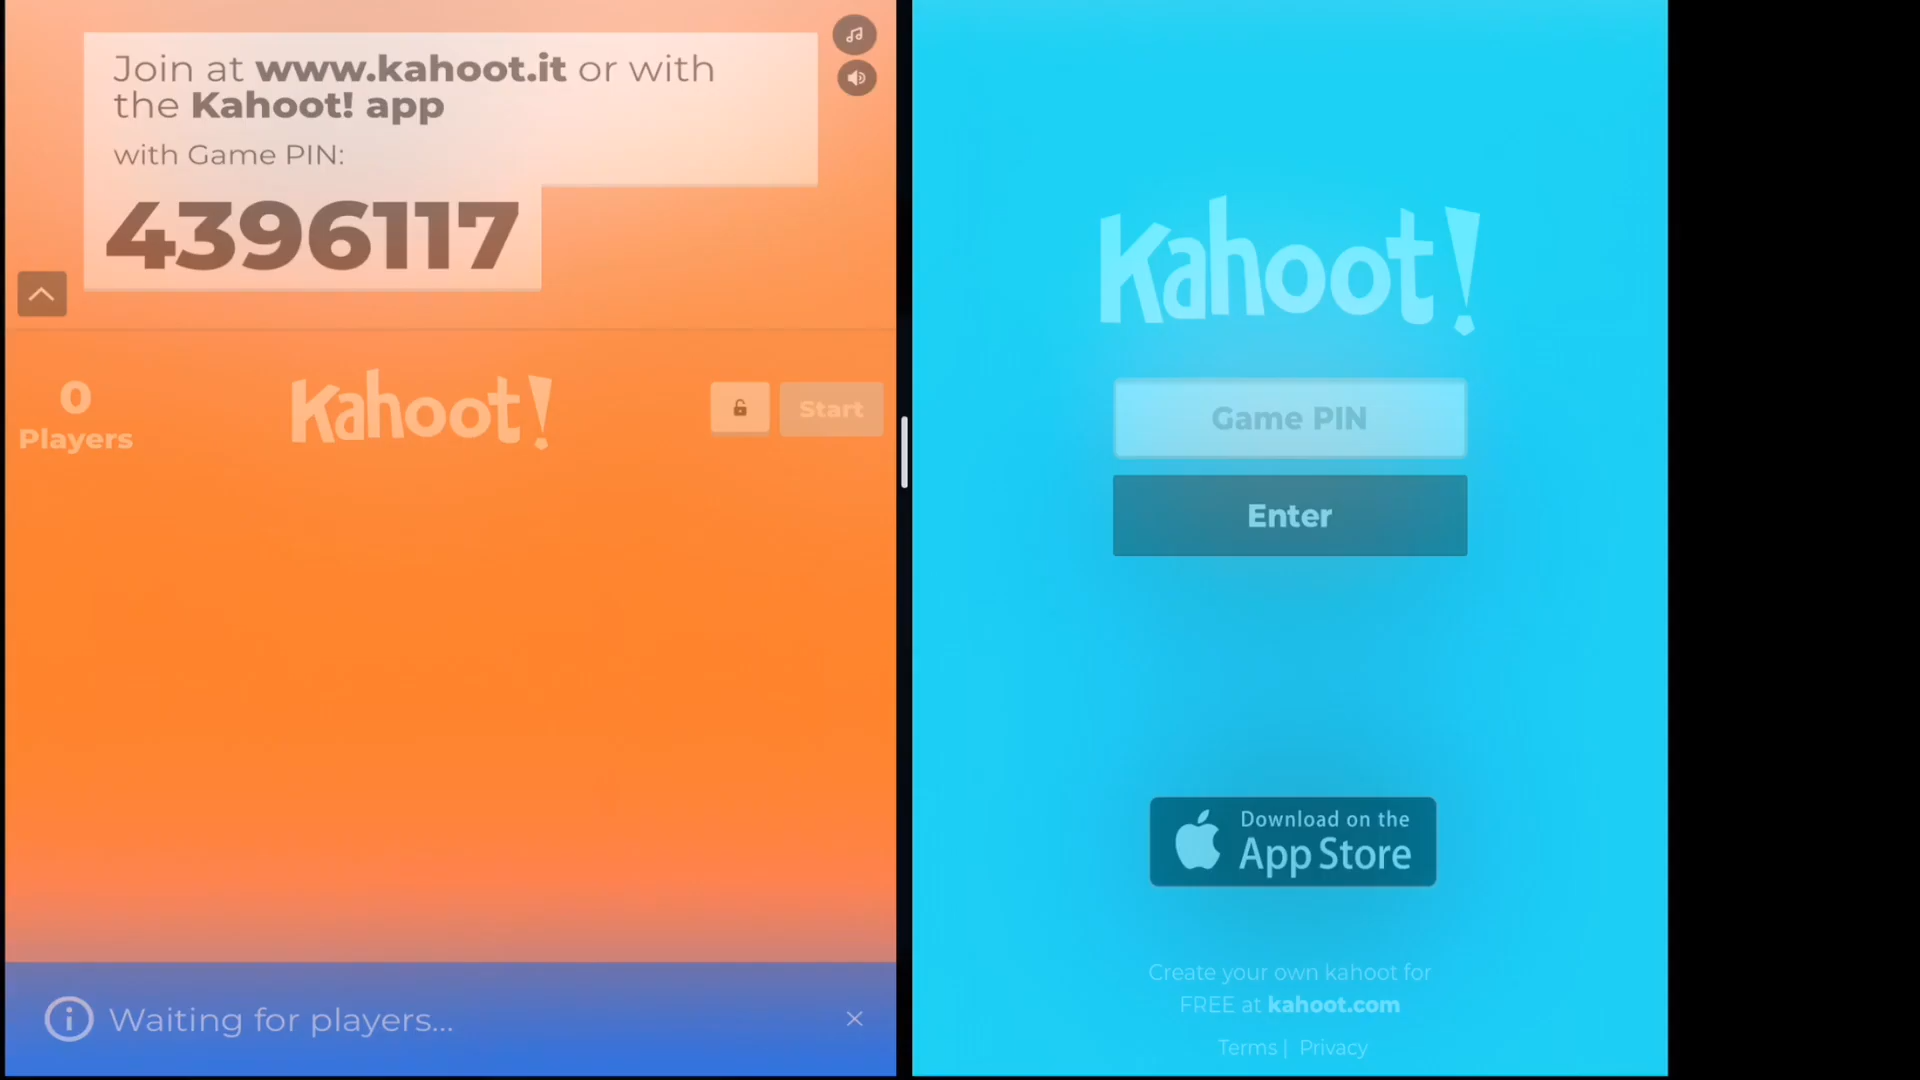 Join at www.kahoot.it or with
the Kahoot! app
with Game PIN:
4396117
0
Players
Kahoot!
Start
Waiting for players...
Kahoot!
Game PIN
Enter
Download on the
App Store
Create your own kahoot for
FREE at kahoot.com
Terms | Privacy